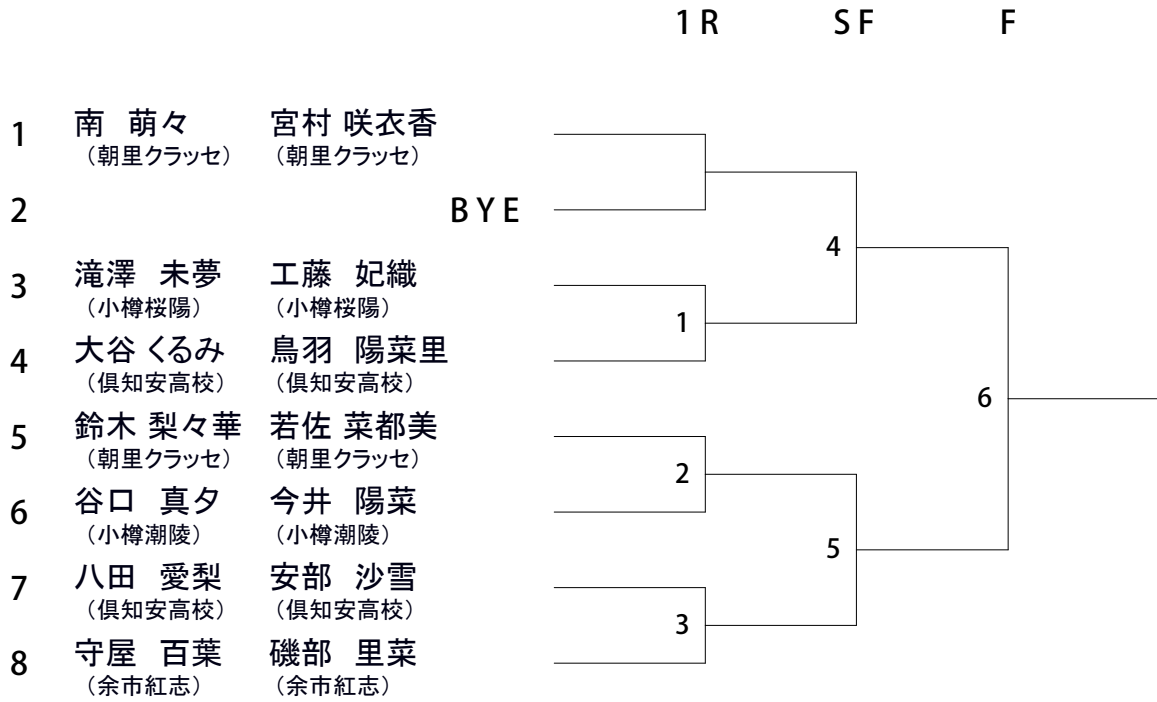 1 R SF F
1 南 萌々 宮村 咲衣香
（朝里クラッセ） （朝里クラッセ）
2 BYE
4
3 滝澤 未夢 工藤 妃織
（小樽桜陽） （小樽桜陽）
1
4 大谷 くるみ 鳥羽 陽菜里
（倶知安高校） （倶知安高校）
6
5 鈴木 梨々華 若佐 菜都美
（朝里クラッセ） （朝里クラッセ）
2
6 谷口 真夕 今井 陽菜
（小樽潮陵） （小樽潮陵）
5
7 八田 愛梨 安部 沙雪
（倶知安高校） （倶知安高校）
3
8 守屋 百葉 磯部 里菜
（余市紅志） （余市紅志）